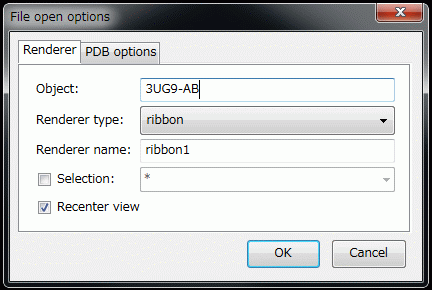 File open options
Renderer PDB options
Object: 3UG9-AB
Renderer type: ribbon
Renderer name: ribbon1
Selection: *
Recenter view
OK Cancel